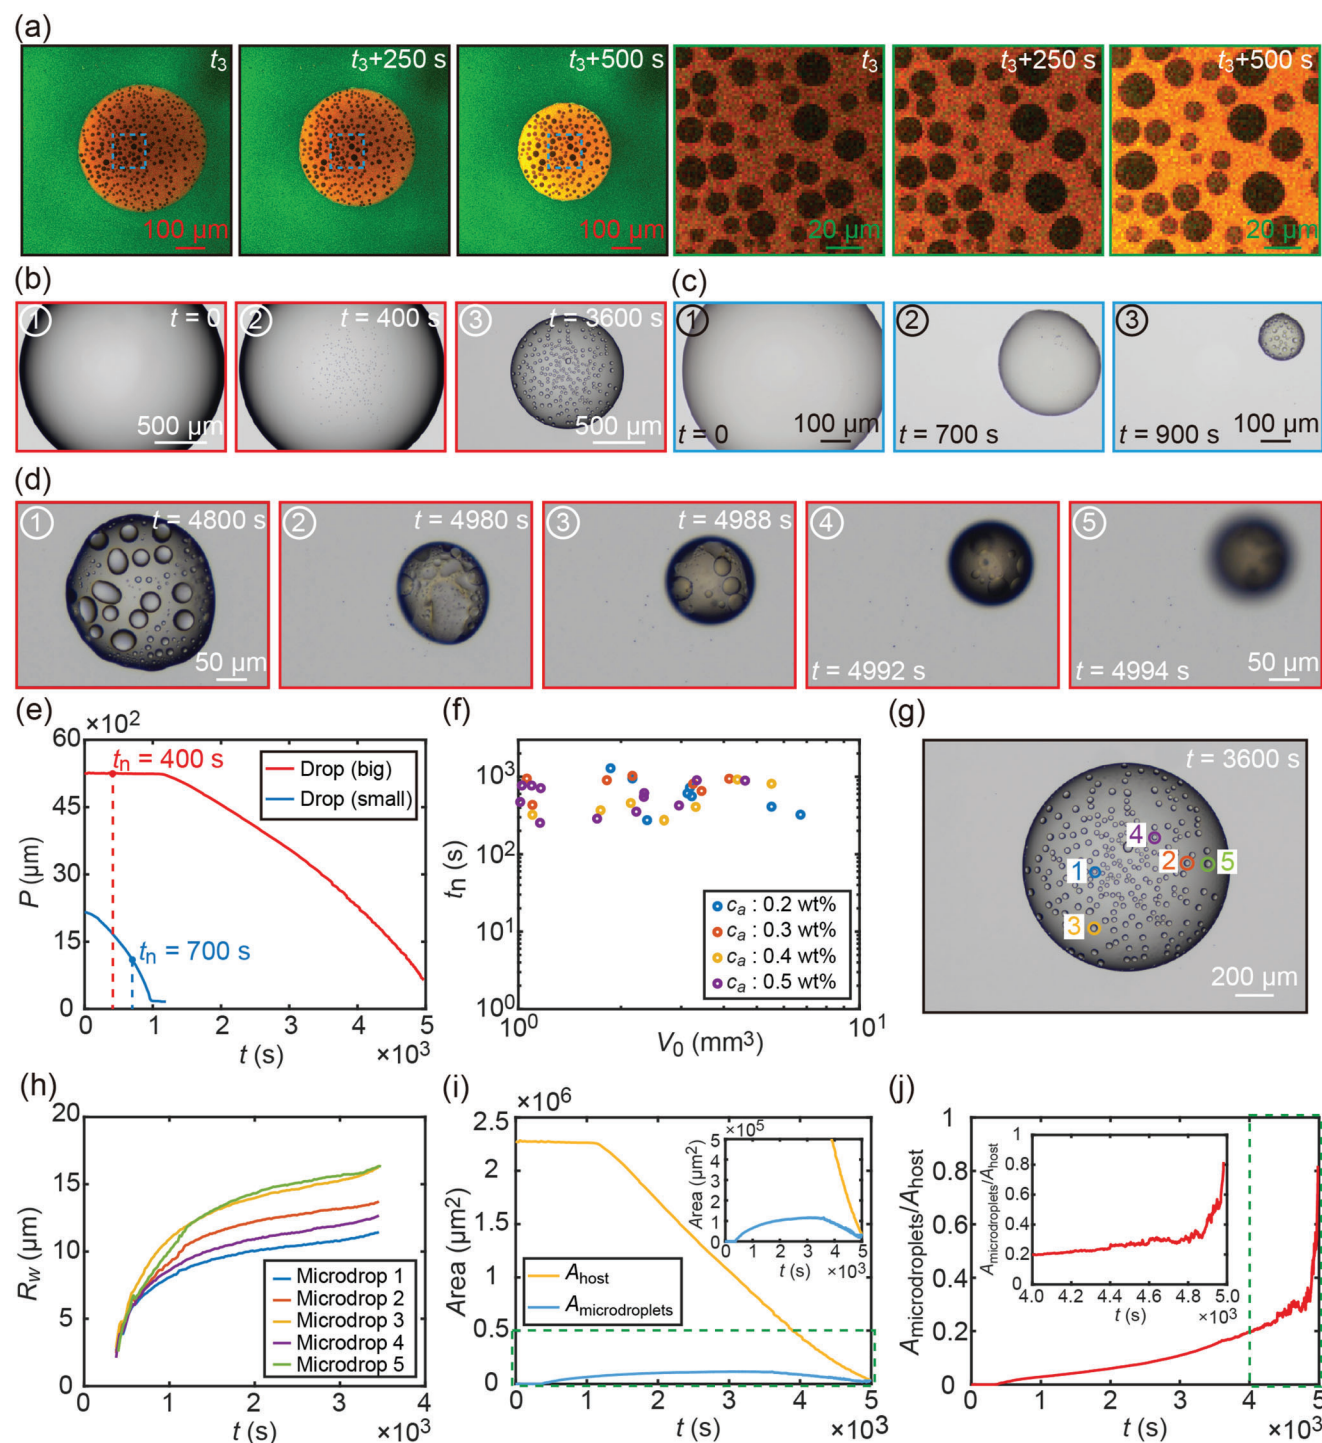 (a)
t3
t3+250 s
t3+500 s
t3
t3+250 s
t3+500 s
100 μm
100 μm
100 μm
20 μm
20 μm
20 μm
(b)
① t = 0
② t = 400 s
③ t = 3600 s
500 μm
500 μm
(c)
①
②
③
t = 0
100 μm
t = 700 s
t = 900 s
100 μm
(d)
① t = 4800 s
② t = 4980 s
③ t = 4988 s
④
⑤
50 μm
t = 4992 s
t = 4994 s
50 μm
(e)
×10²
60
45
30
15
0
P (μm)
tn = 400 s
tn = 700 s
Drop (big)
Drop (small)
0 1 2 3 4 5
×10³
t (s)
(f)
10³
10²
10¹
10⁰
tn (s)
ca : 0.2 wt%
ca : 0.3 wt%
ca : 0.4 wt%
ca : 0.5 wt%
10⁰ 10¹
V0 (mm³)
(g)
t = 3600 s
4
1
2
5
3
200 μm
(h)
20
15
10
5
0
Rw (μm)
Microdrop 1
Microdrop 2
Microdrop 3
Microdrop 4
Microdrop 5
0 1 2 3 4
×10³
t (s)
(i)
×10⁶
2.5
2
1.5
1
0.5
0
Area (μm²)
×10⁵
5
4
3
2
1
0
Area (μm²)
0 1 2 3 4 5
t (s)
×10³
Ahost
Amicrodroplets
0 1 2 3 4 5
×10³
t (s)
(j)
1
0.8
0.6
0.4
0.2
0
Amicrodroplets/Ahost
1
0.8
0.6
0.4
0.2
0
Amicrodroplets/Ahost
4.0 4.2 4.4 4.6 4.8 5.0
t (s)
×10³
0 1 2 3 4 5
×10³
t (s)